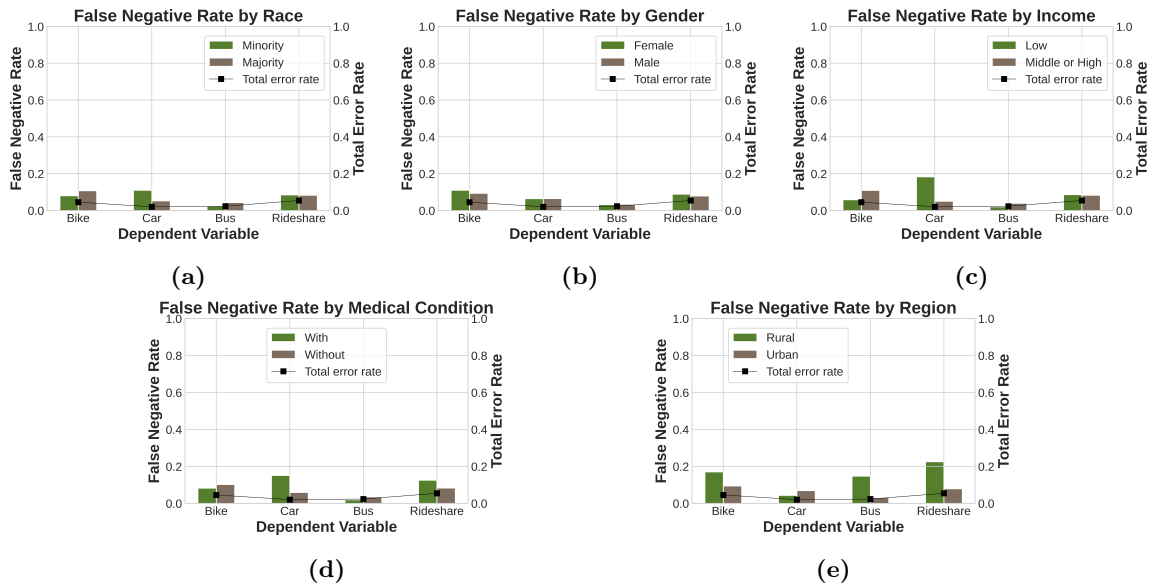 False Negative Rate by Race
1.0 1.0
Minority
Majority
Total error rate
0.8 0.8
0.6 0.6
0.4 0.4
0.2 0.2
0.0 0.0
False Negative Rate
Total Error Rate
Bike Car Bus Rideshare
Dependent Variable
(a)
False Negative Rate by Gender
1.0 1.0
Female
Male
Total error rate
0.8 0.8
0.6 0.6
0.4 0.4
0.2 0.2
0.0 0.0
False Negative Rate
Total Error Rate
Bike Car Bus Rideshare
Dependent Variable
(b)
False Negative Rate by Income
1.0 1.0
Low
Middle or High
Total error rate
0.8 0.8
0.6 0.6
0.4 0.4
0.2 0.2
0.0 0.0
False Negative Rate
Total Error Rate
Bike Car Bus Rideshare
Dependent Variable
(c)
False Negative Rate by Medical Condition
1.0 1.0
With
Without
Total error rate
0.8 0.8
0.6 0.6
0.4 0.4
0.2 0.2
0.0 0.0
False Negative Rate
Total Error Rate
Bike Car Bus Rideshare
Dependent Variable
(d)
False Negative Rate by Region
1.0 1.0
Rural
Urban
Total error rate
0.8 0.8
0.6 0.6
0.4 0.4
0.2 0.2
0.0 0.0
False Negative Rate
Total Error Rate
Bike Car Bus Rideshare
Dependent Variable
(e)